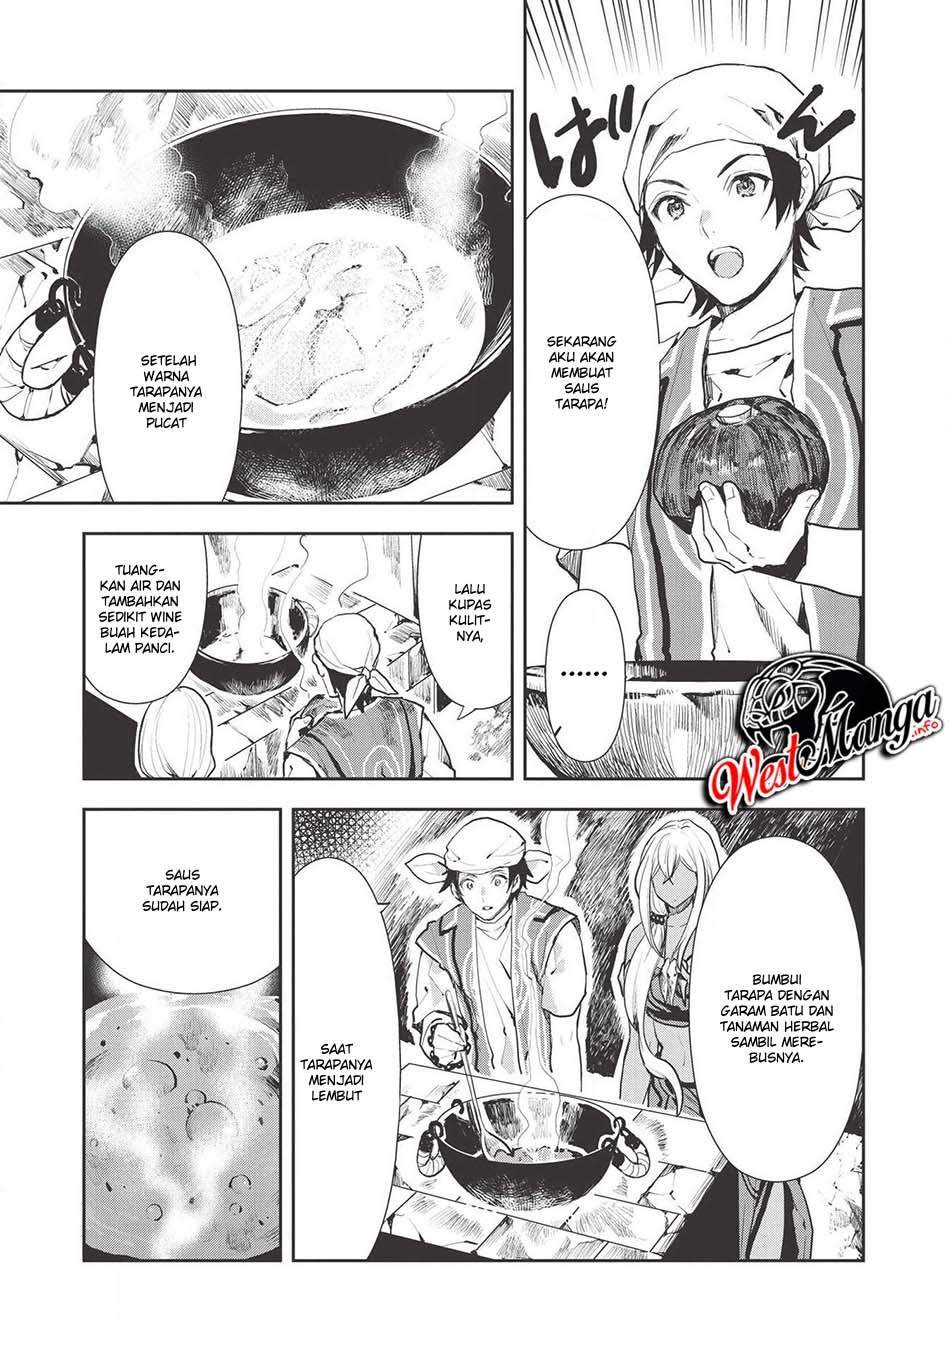 ばん
SEKARANG
AKU AKAN
MEMBUAT
SAUS
TARAPA!
.......
SETELAH
WARNA
TARAPANYA
MENJADI
PUCAT
LALU
KUPAS
KULIT-
NYA,
TUANG-
KAN AIR DAN
TAMBAHKAN
SEDIKIT WINE
BUAH KEDA-
LAM PANCI.
WestManga
.info
BUMBUI
TARAPA DENGAN
GARAM BATU DAN
TANAMAN HERBAL
SAMBIL MERE-
BUSNYA.
SAAT
TARAPANYA
MENJADI
LEMBUT
SAUS
TARAPANYA
SUDAH SIAP.